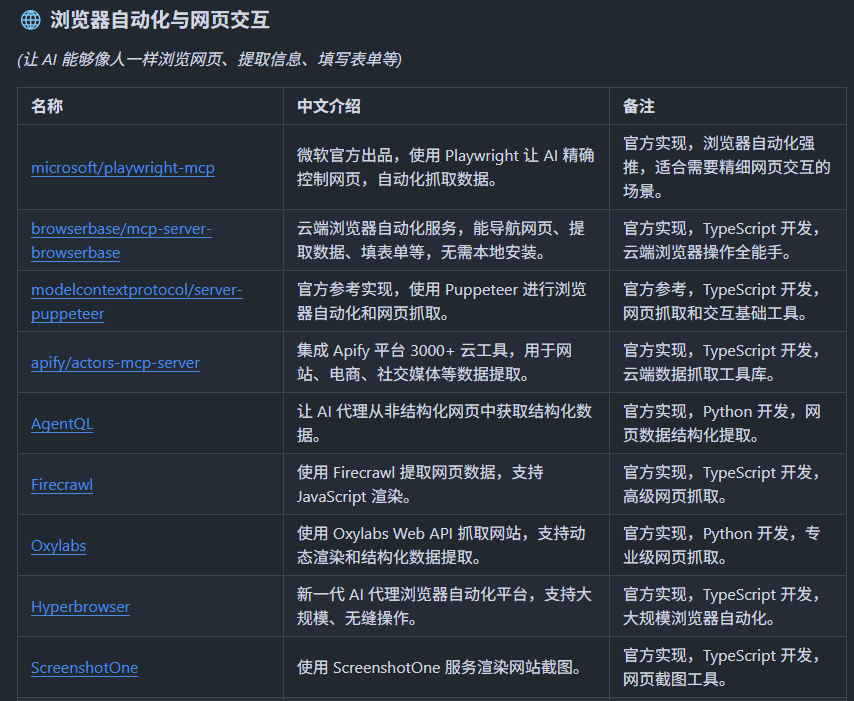 🌐 浏览器自动化与网页交互
(让 AI 能够像人一样浏览网页、提取信息、填写表单等)
名称 中文介绍 备注
microsoft/playwright-mcp
微软官方出品，使用 Playwright 让 AI 精确
控制网页，自动化抓取数据。
官方实现，浏览器自动化强
推，适合需要精细网页交互的
场景。
browserbase/mcp-server-
browserbase
云端浏览器自动化服务，能导航网页、提
取数据、填表单等，无需本地安装。
官方实现，TypeScript 开发，
云端浏览器操作全能手。
modelcontextprotocol/server-
puppeteer
官方参考实现，使用 Puppeteer 进行浏览
器自动化和网页抓取。
官方参考，TypeScript 开发，
网页抓取和交互基础工具。
apify/actors-mcp-server
集成 Apify 平台 3000+ 云工具，用于网
站、电商、社交媒体等数据提取。
官方实现，TypeScript 开发，
云端数据抓取工具库。
AgentQL
让 AI 代理从非结构化网页中获取结构化数
据。
官方实现，Python 开发，网
页数据结构化提取。
Firecrawl
使用 Firecrawl 提取网页数据，支持
JavaScript 渲染。
官方实现，TypeScript 开发，
高级网页抓取。
Oxylabs
使用 Oxylabs Web API 抓取网站，支持动
态渲染和结构化数据提取。
官方实现，Python 开发，专
业级网页抓取。
Hyperbrowser
新一代 AI 代理浏览器自动化平台，支持大
规模、无缝操作。
官方实现，TypeScript 开发，
大规模浏览器自动化。
ScreenshotOne
使用 ScreenshotOne 服务渲染网站截图。
官方实现，TypeScript 开发，
网页截图工具。